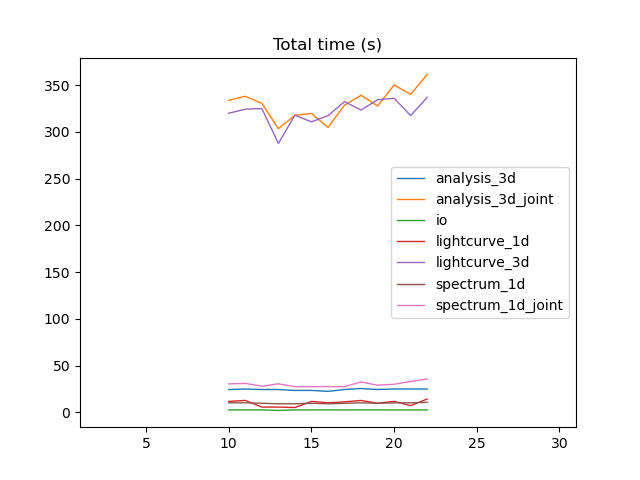 Total time (s)
350
300
250
200
150
100
50
0
analysis_3d
analysis_3d_joint
io
lightcurve_1d
lightcurve_3d
spectrum_1d
spectrum_1d_joint
5 10 15 20 25 30